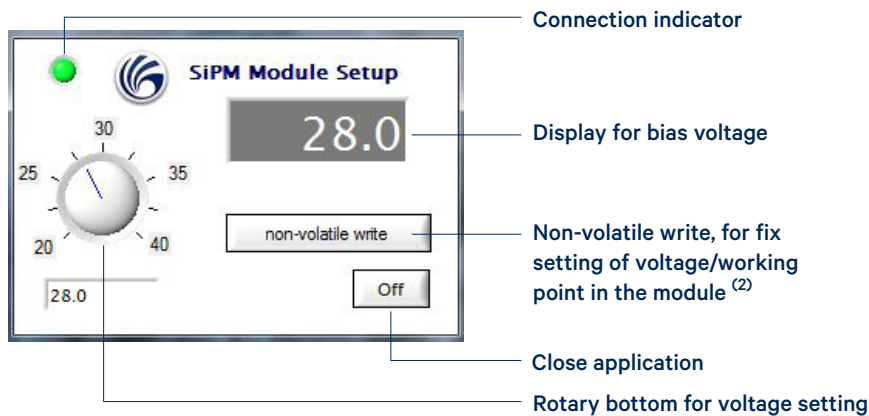 Connection indicator
SiPM Module Setup
28.0
Display for bias voltage
30
25
35
20
40
28.0
non-volatile write
Non-volatile write, for fix
setting of voltage/working
point in the module (2)
Off
Close application
Rotary bottom for voltage setting